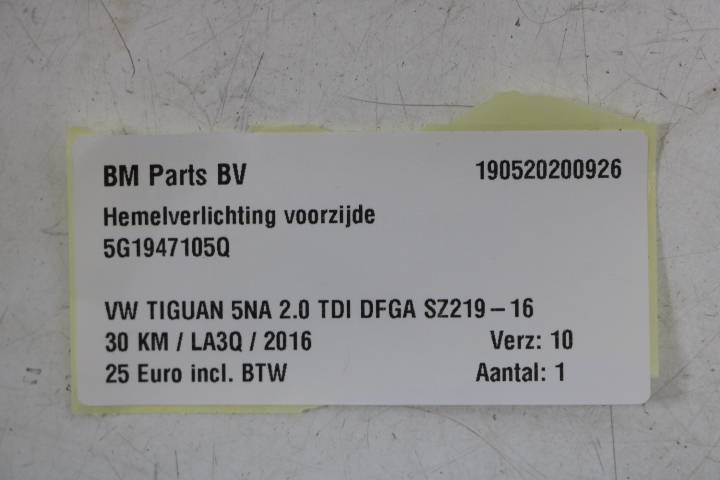 BM Parts BV 190520200926
Hemelverlichting voorzijde
5G1947105Q
VW TIGUAN 5NA 2.0 TDI DFGA SZ219 – 16
30 KM / LA3Q / 2016 Verz: 10
25 Euro incl. BTW Aantal: 1